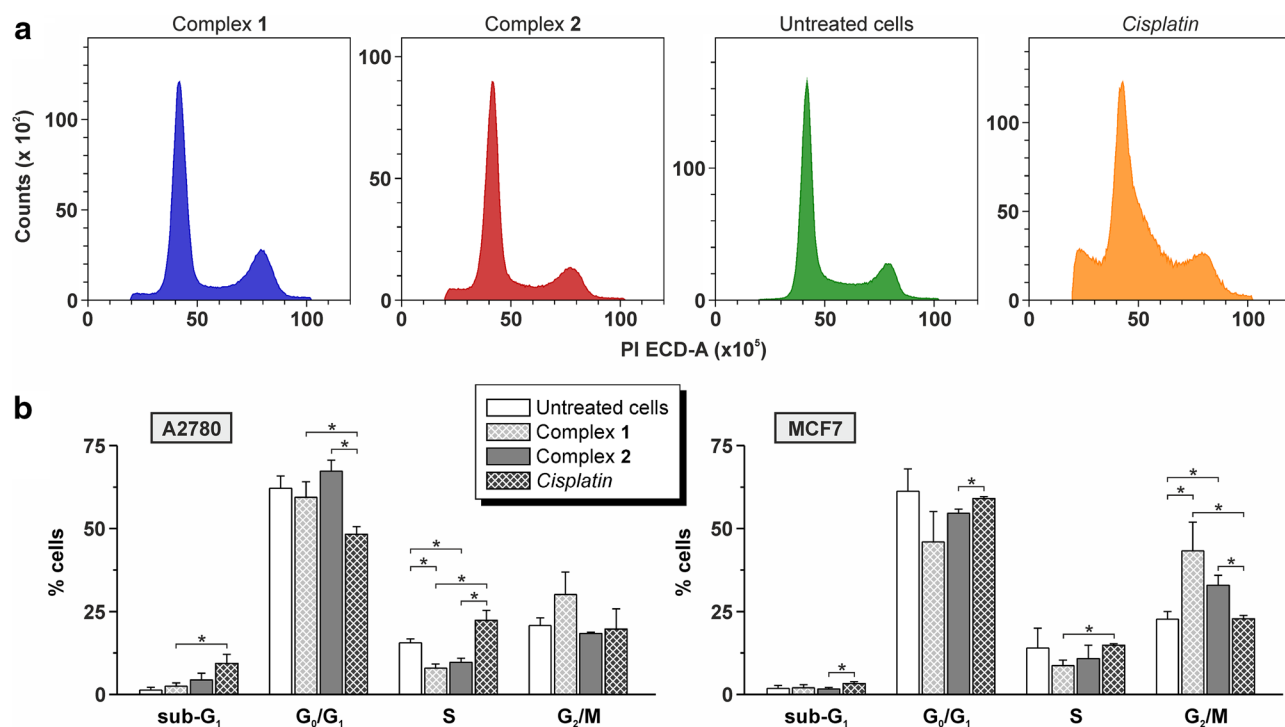 a
Complex 1
Complex 2
Untreated cells
Cisplatin
Counts (x 10²)
100
50
0
0 50 100
100
50
0
0 50 100
100
0
0 50 100
100
50
0
0 50 100
PI ECD-A (x10⁵)
b
Untreated cells
Complex 1
Complex 2
Cisplatin
A2780
% cells
75
50
25
0
* * * * * * *
sub-G₁ G₀/G₁ S G₂/M
MCF7
% cells
75
50
25
0
* * * * * * *
sub-G₁ G₀/G₁ S G₂/M